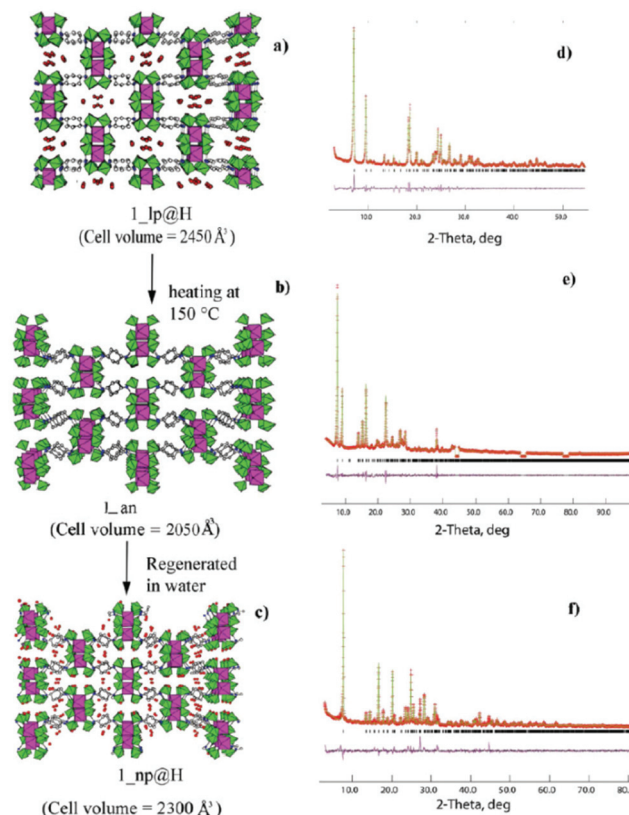 a)
1_lp@H
(Cell volume = 2450 Å³)
heating at
150 °C
b)
1_an
(Cell volume = 2050 Å³)
Regenerated
in water
c)
1_np@H
(Cell volume = 2300 Å³)
d)
10.0 20.0 30.0 40.0 50.0
2-Theta, deg
e)
10.0 20.0 30.0 40.0 50.0 60.0 70.0 80.0 90.0
2-Theta, deg
f)
10.0 20.0 30.0 40.0 50.0 60.0 70.0 80.0
2-Theta, deg